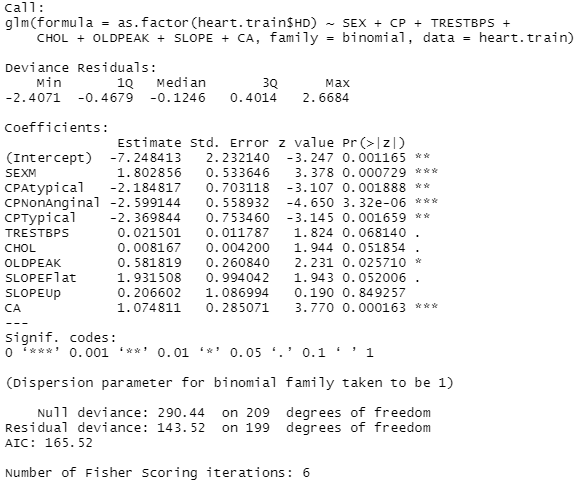 Call:
glm(formula = as.factor(heart.train$HD) ~ SEX + CP + TRESTBPS +
    CHOL + OLDPEAK + SLOPE + CA, family = binomial, data = heart.train)

Deviance Residuals:
    Min      1Q  Median      3Q     Max
-2.4071 -0.4679 -0.1246  0.4014  2.6684

Coefficients:
              Estimate Std. Error z value Pr(>|z|)
(Intercept)  -7.248413   2.232140  -3.247 0.001165 **
SEXM          1.802856   0.533646   3.378 0.000729 ***
CPAtypical   -2.184817   0.703118  -3.107 0.001888 **
CPNonAnginal -2.599144   0.558932  -4.650 3.32e-06 ***
CPTypical    -2.369844   0.753460  -3.145 0.001659 **
TRESTBPS      0.021501   0.011787   1.824 0.068140 .
CHOL          0.008167   0.004200   1.944 0.051854 .
OLDPEAK       0.581819   0.260840   2.231 0.025710 *
SLOPEFlat     1.931508   0.994042   1.943 0.052006 .
SLOPEUp       0.206602   1.086994   0.190 0.849257
CA            1.074811   0.285071   3.770 0.000163 ***
---
Signif. codes:
0 ‘***’ 0.001 ‘**’ 0.01 ‘*’ 0.05 ‘.’ 0.1 ‘ ’ 1

(Dispersion parameter for binomial family taken to be 1)

    Null deviance: 290.44  on 209  degrees of freedom
Residual deviance: 143.52  on 199  degrees of freedom
AIC: 165.52

Number of Fisher Scoring iterations: 6